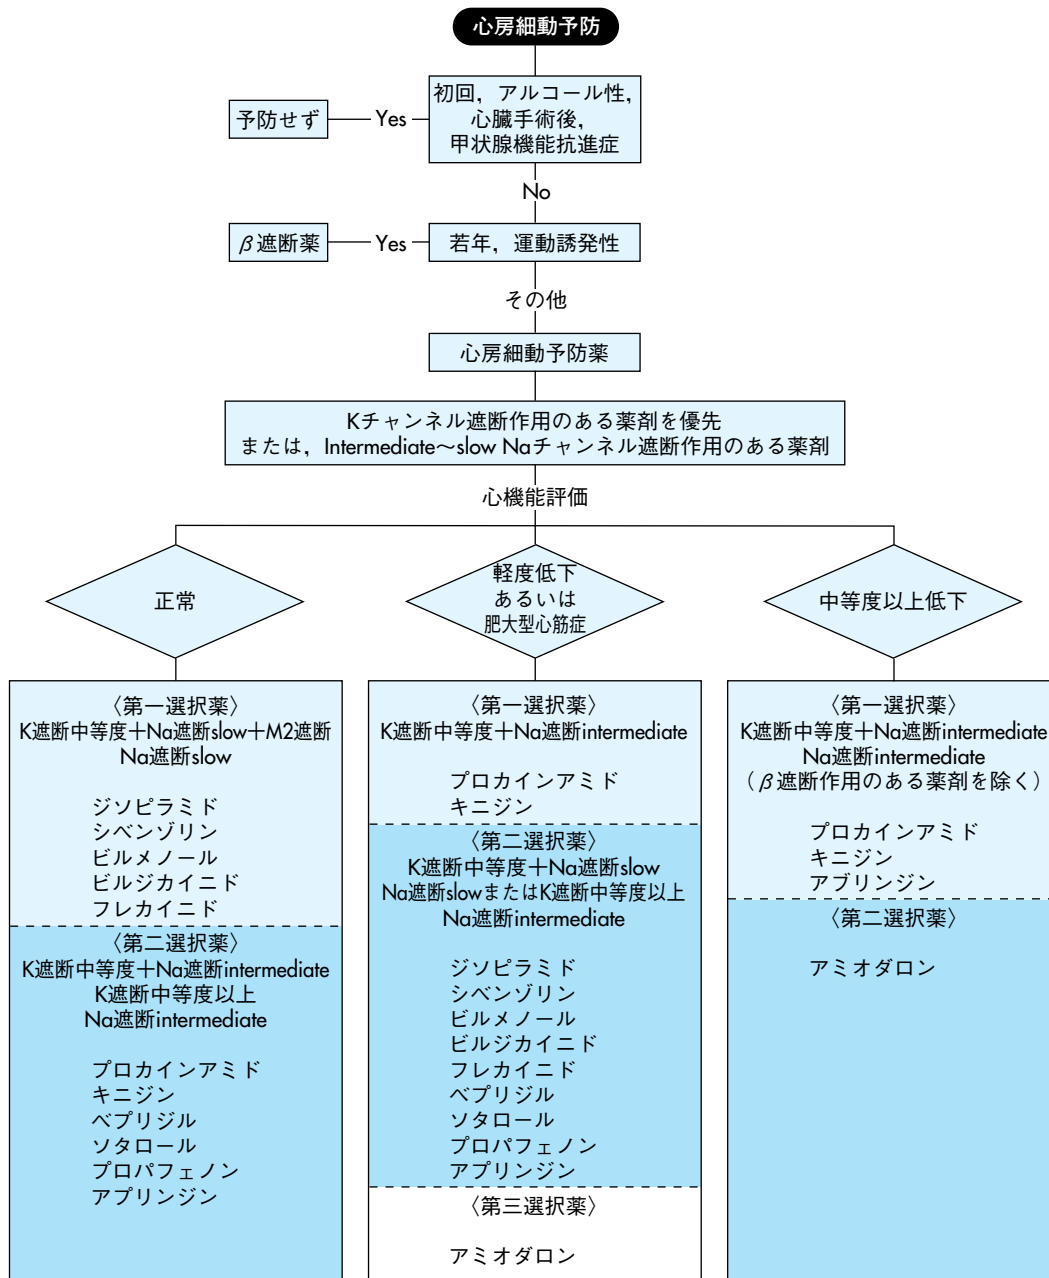 心房細動予防
初回，アルコール性，
心臓手術後，
甲状腺機能抗進症
Yes
予防せず
No
若年，運動誘発性
Yes
β遮断薬
その他
心房細動予防薬
Kチャンネル遮断作用のある薬剤を優先
または，Intermediate〜slow Naチャンネル遮断作用のある薬剤
心機能評価
正常
〈第一選択薬〉
K遮断中等度＋Na遮断slow＋M2遮断
Na遮断slow
ジソピラミド
シベンゾリン
ビルメノール
ビルジカイニド
フレカイニド
〈第二選択薬〉
K遮断中等度＋Na遮断intermediate
K遮断中等度以上
Na遮断intermediate
プロカインアミド
キニジン
ベプリジル
ソタロール
プロパフェノン
アプリンジン
軽度低下
あるいは
肥大型心筋症
〈第一選択薬〉
K遮断中等度＋Na遮断intermediate
プロカインアミド
キニジン
〈第二選択薬〉
K遮断中等度＋Na遮断slow
Na遮断slowまたはK遮断中等度以上
Na遮断intermediate
ジソピラミド
シベンゾリン
ビルメノール
ビルジカイニド
フレカイド
ベプリジル
ソタロール
プロパフェノン
アプリンジン
〈第三選択薬〉
アミオダロン
中等度以上低下
〈第一選択薬〉
K遮断中等度＋Na遮断intermediate
Na遮断intermediate
（β遮断作用のある薬剤を除く）
プロカインアミド
キニジン
アブリンジン
〈第二選択薬〉
アミオダロン